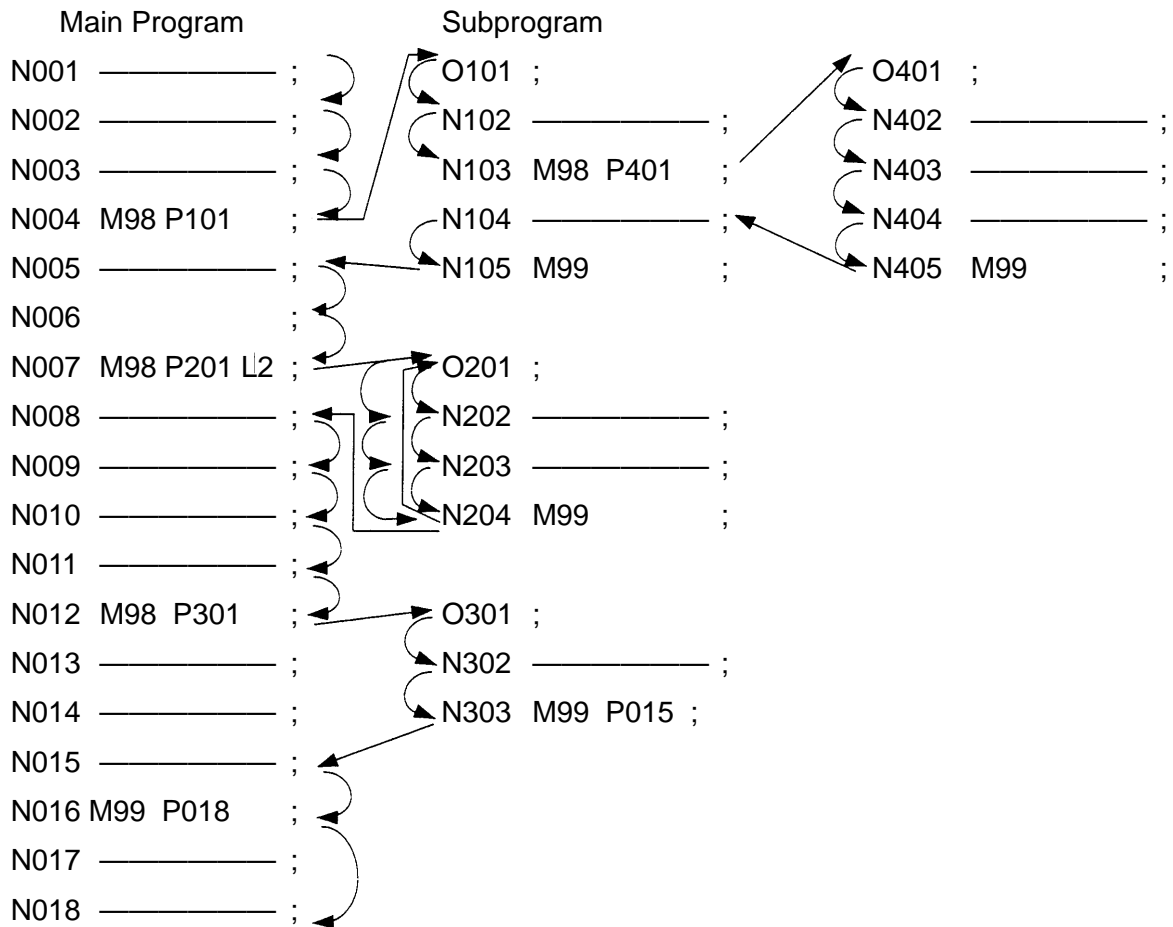 Main Program Subprogram
N001 ————— ; O101 ; O401 ;
N002 ————— ; N102 ————— ; N402 ————— ;
N003 ————— ; N103 M98 P401 ; N403 ————— ;
N004 M98 P101 ; N104 ————— ; N404 ————— ;
N005 ————— ; N105 M99 ; N405 M99 ;
N006 ;
N007 M98 P201 L2 ; O201 ;
N008 ————— ; N202 ————— ;
N009 ————— ; N203 ————— ;
N010 ————— ; N204 M99 ;
N011 ————— ;
N012 M98 P301 ; O301 ;
N013 ————— ; N302 ————— ;
N014 ————— ; N303 M99 P015 ;
N015 ————— ;
N016 M99 P018 ;
N017 ————— ;
N018 ————— ;